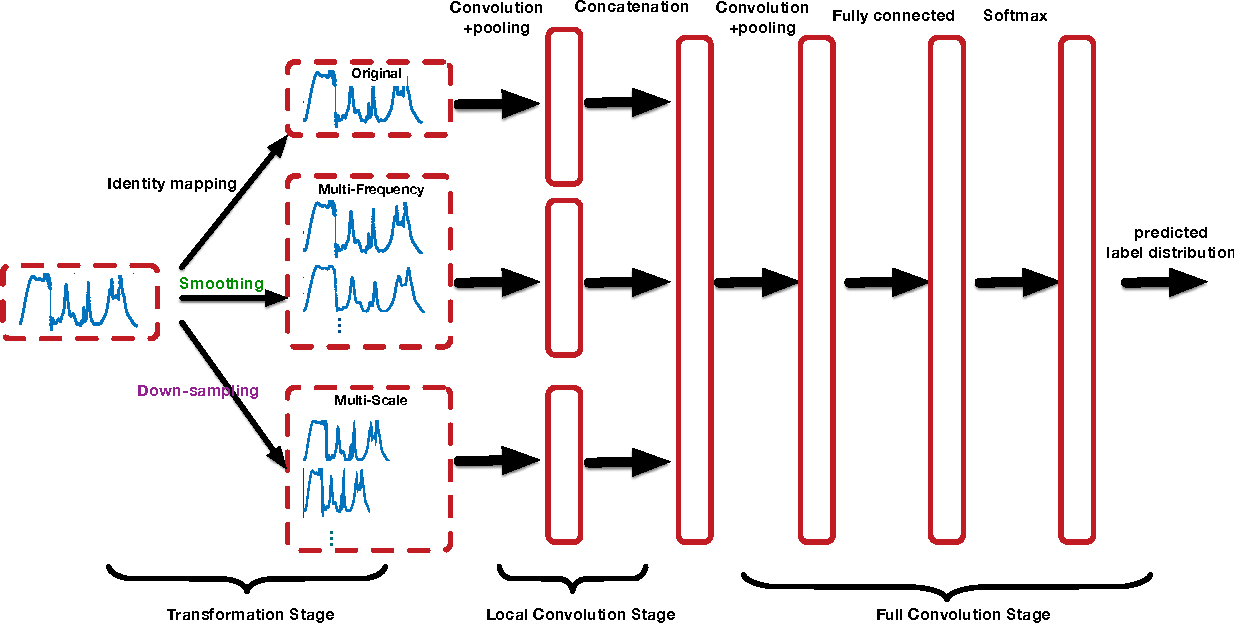 Convolution
+pooling
Concatenation
Convolution
+pooling
Fully connected
Softmax
Original
Identity mapping
Multi-Frequency
Smoothing
predicted
label distribution
Down-sampling
Multi-Scale
Transformation Stage
Local Convolution Stage
Full Convolution Stage